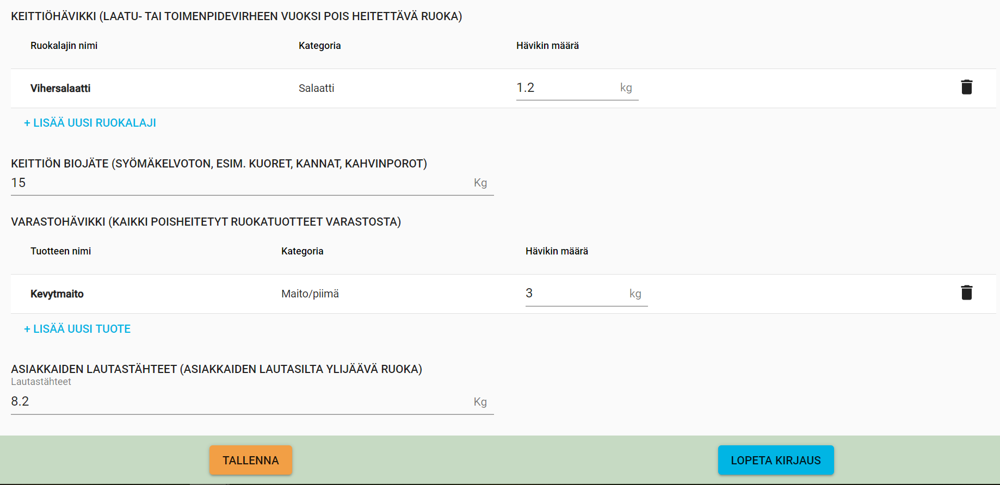 KEITTIÖHÄVIKKI (LAATU- TAI TOIMENPIDEVIRHEEN VUOKSI POIS HEITETTÄVÄ RUOKA)
Ruokalajin nimi Kategoria Hävikin määrä
Vihersalaatti Salaatti 1.2 kg
+ LISÄÄ UUSI RUOKALAJI
KEITTIÖN BIOJÄTE (SYÖMÄKELVOTON, ESIM. KUORET, KANNAT, KAHVINPOROT)
15 Kg
VARASTOHÄVIKKI (KAIKKI POISHEITETYT RUOKATUOTTEET VARASTOSTA)
Tuotteen nimi Kategoria Hävikin määrä
Kevytmaito Maito/piimä 3 kg
+ LISÄÄ UUSI TUOTE
ASIAKKAIDEN LAUTASTÄHTEET (ASIAKKAIDEN LAUTASILTA YLIJÄÄVÄ RUOKA)
Lautastähteet
8.2 Kg
TALLENNA LOPETA KIRJAUS